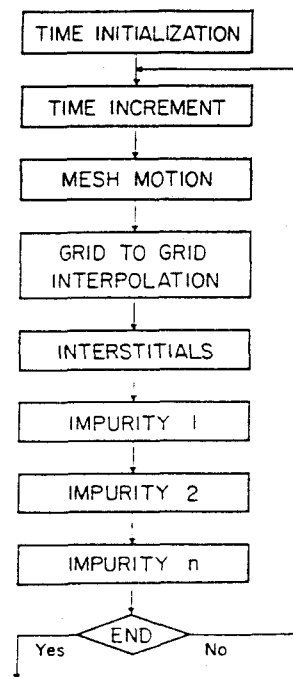 TIME INITIALIZATION
TIME INCREMENT
MESH MOTION
GRID TO GRID
INTERPOLATION
INTERSTITIALS
IMPURITY 1
IMPURITY 2
IMPURITY n
END
Yes
No